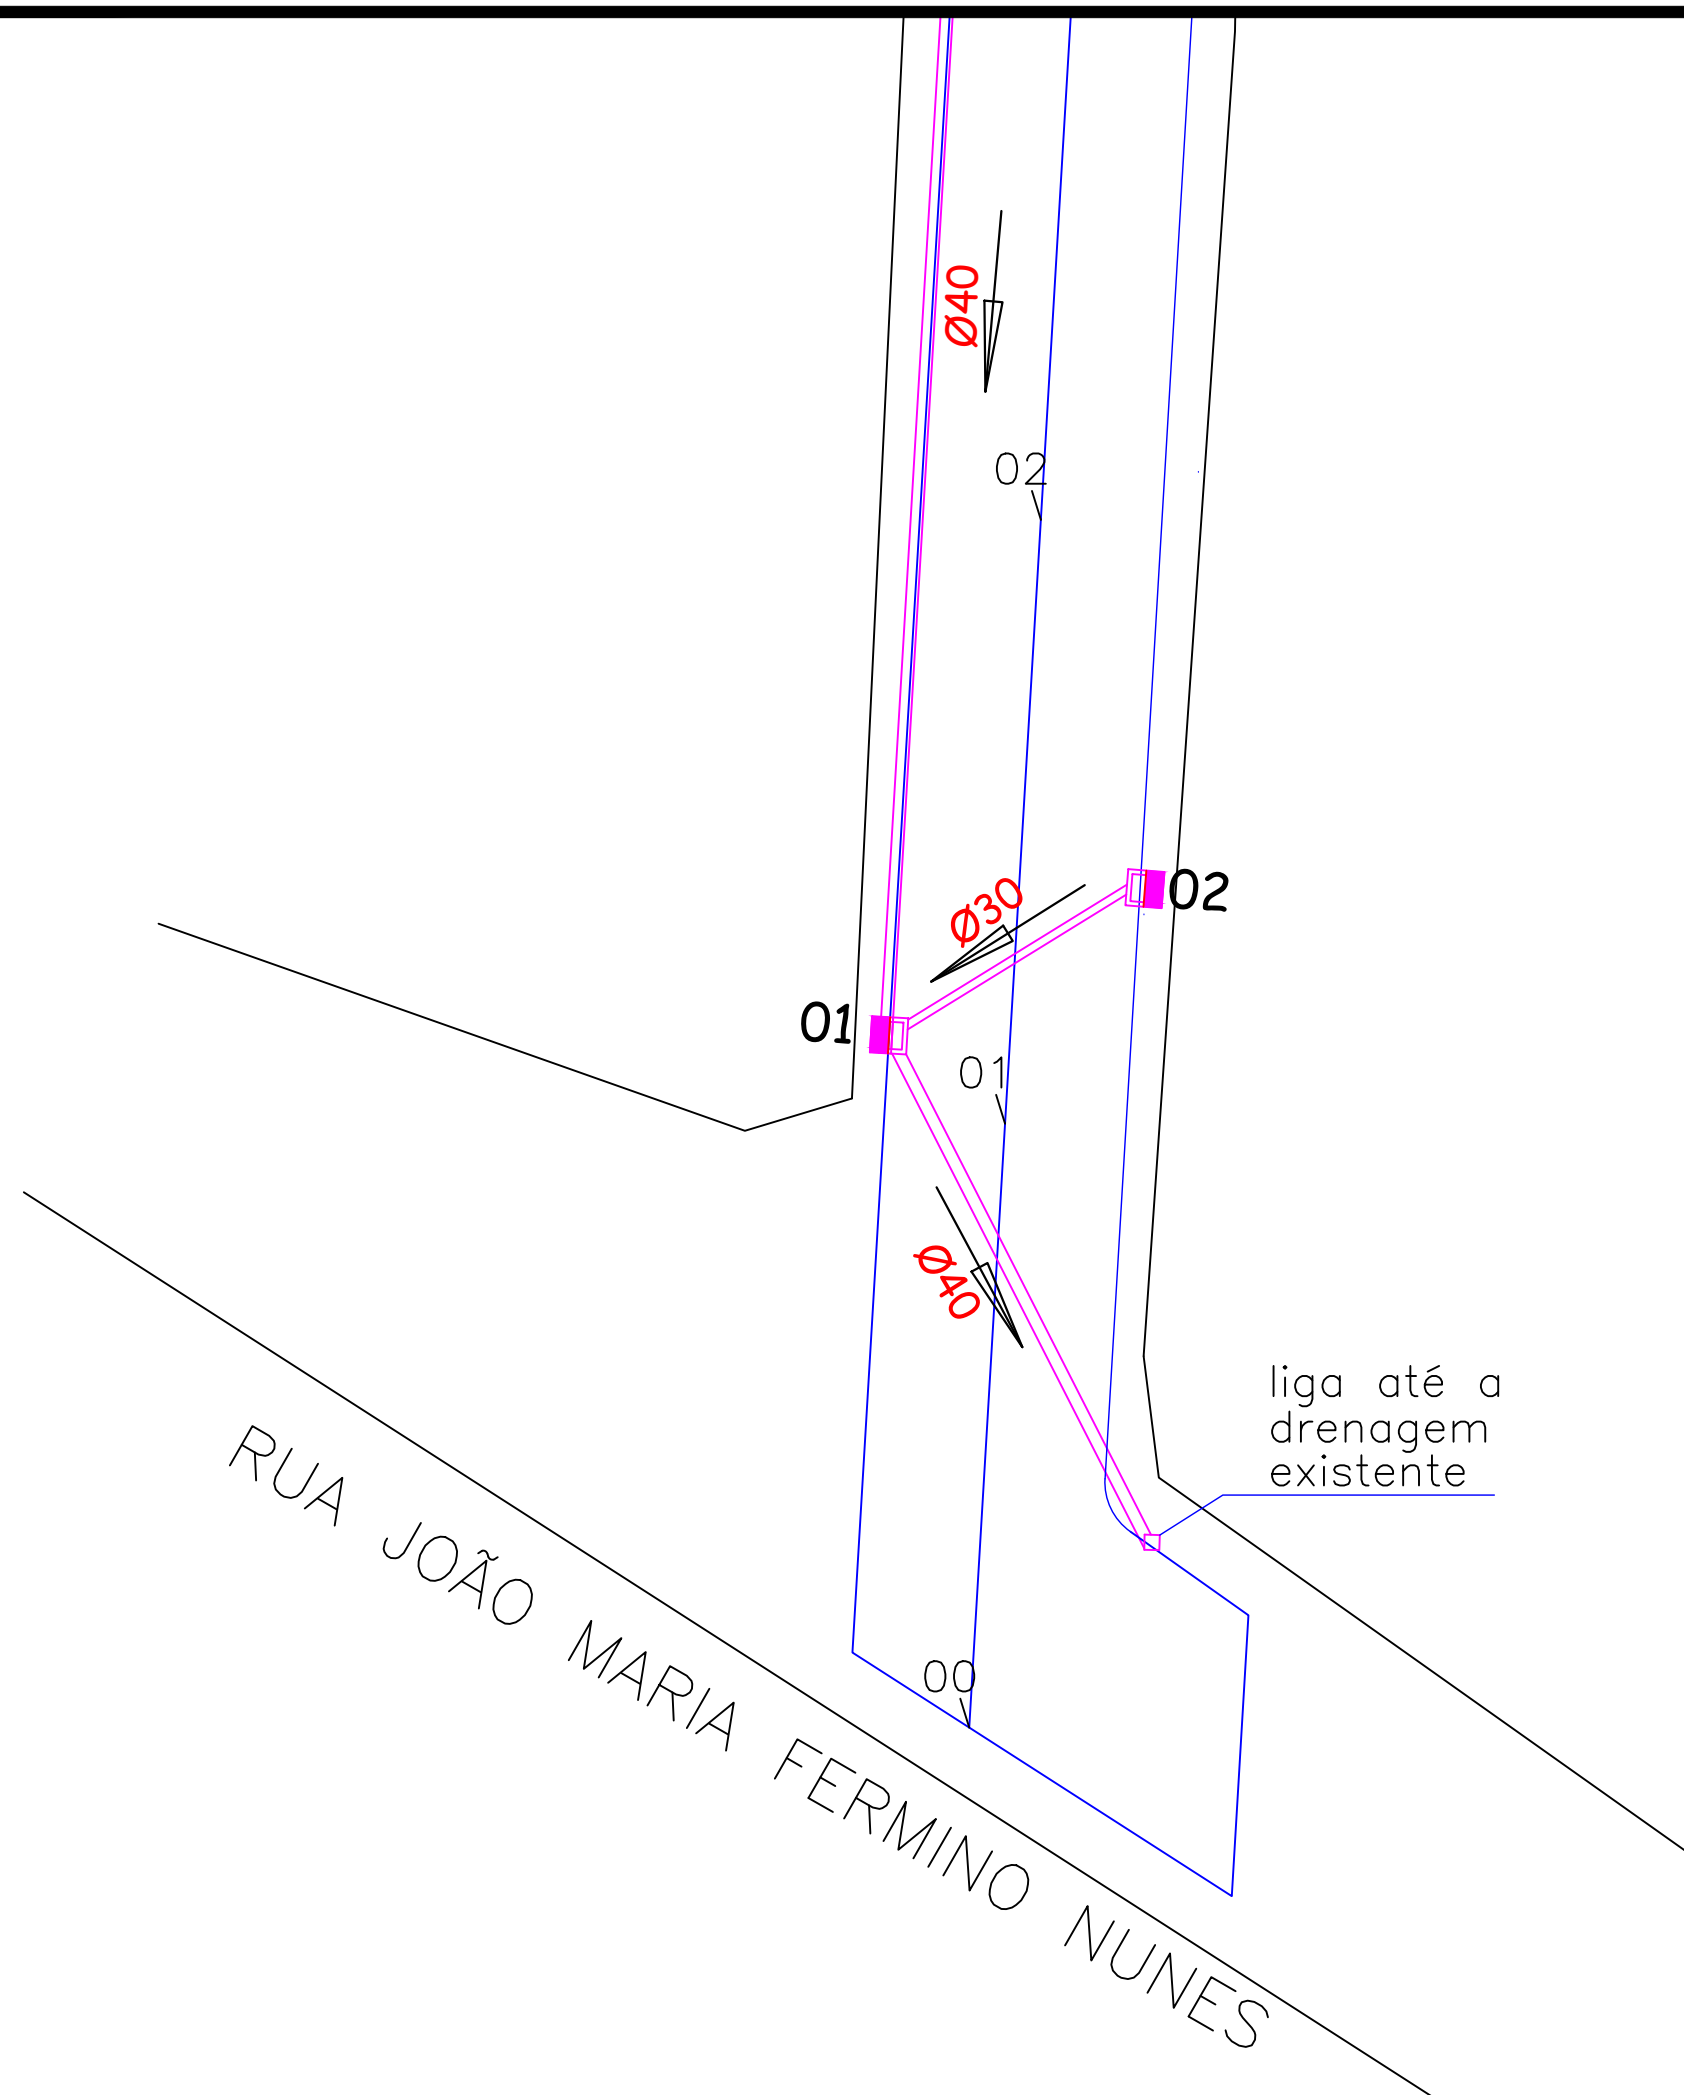 Ø40
02
Ø30
02
01
01
Ø40
liga até a
drenagem
existente
RUA JOÃO MARIA FERMINO NUNES
00